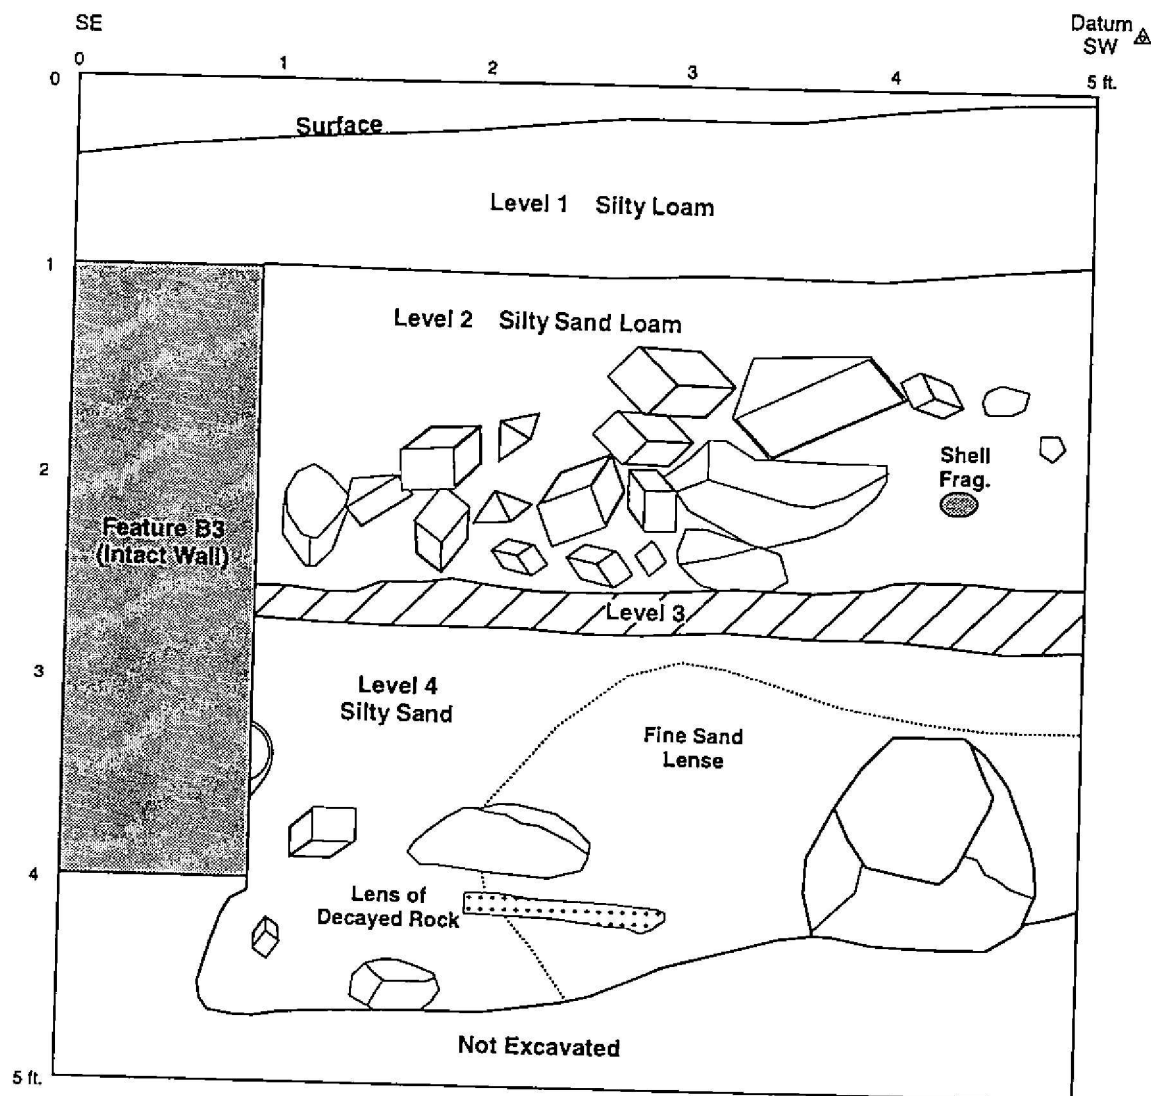 SE
Datum
SW
0 1 2 3 4 5 ft.
0
Surface
Level 1 Silty Loam
1
Level 2 Silty Sand Loam
2
Shell
Frag.
Feature B3
(Intact Wall)
Level 3
3
Level 4
Silty Sand
Fine Sand
Lense
4
Lens of
Decayed Rock
Not Excavated
5 ft.